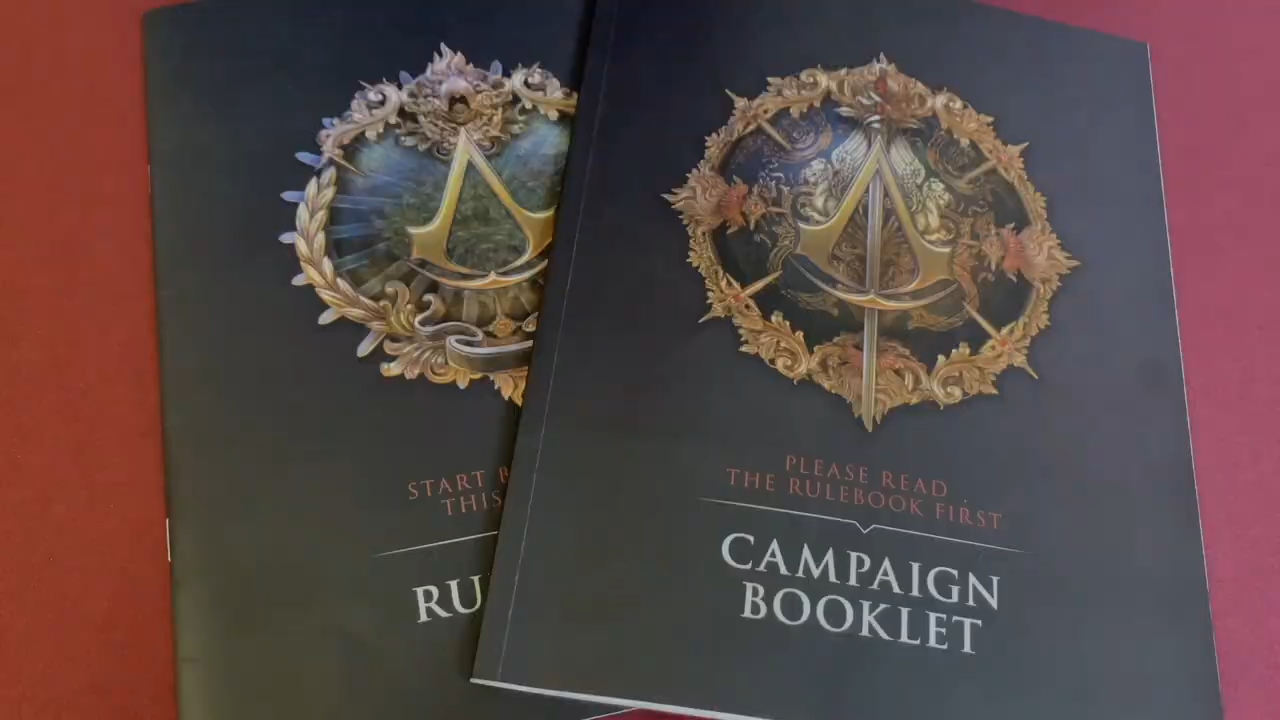 START
THIS
RU
PLEASE READ
THE RULEBOOK FIRST
CAMPAIGN
BOOKLET